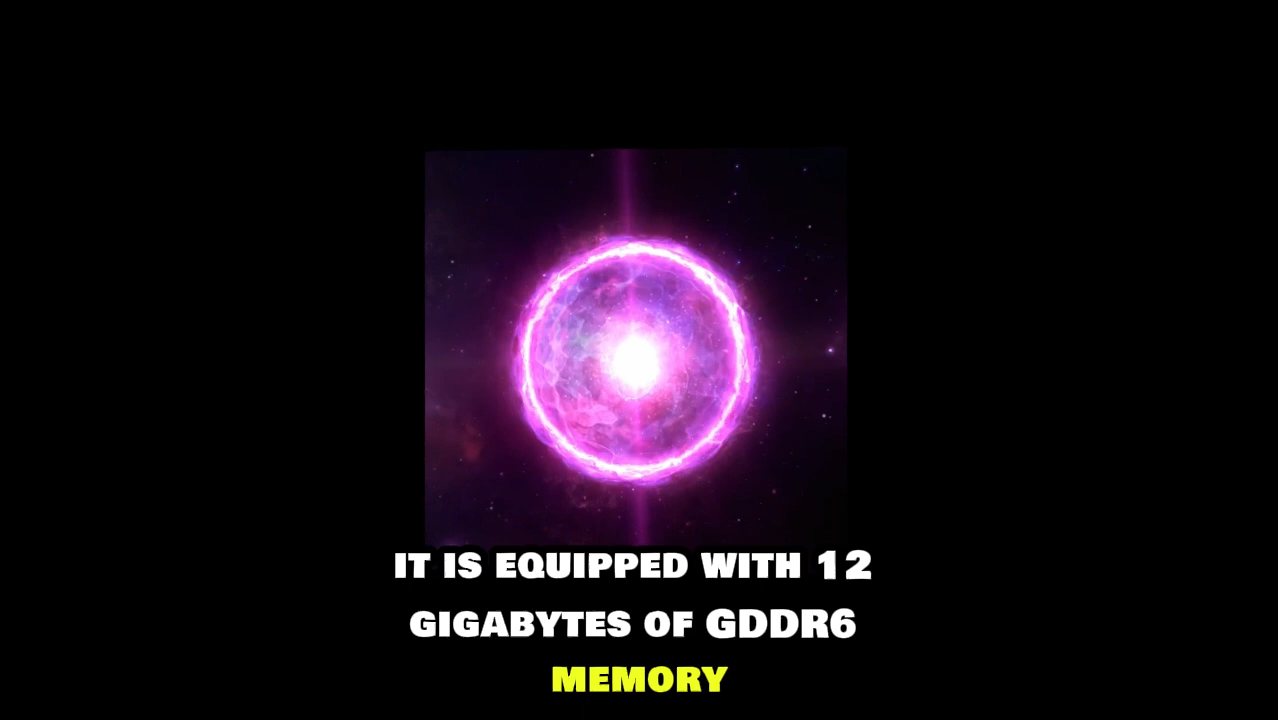 IT IS EQUIPPED WITH 12
GIGABYTES OF GDDR6
MEMORY